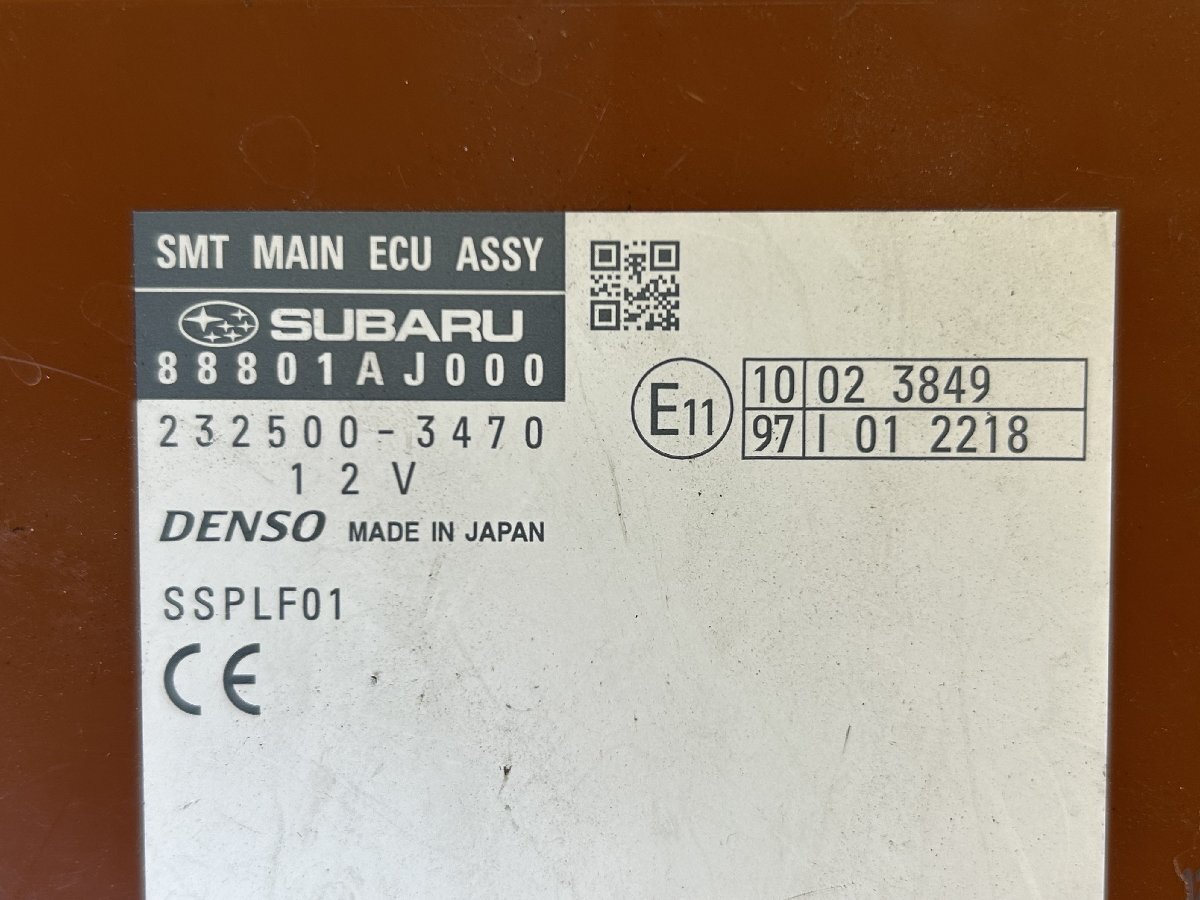 SMT MAIN ECU ASSY
SUBARU
88801AJ000
232500-3470
12V
DENSO MADE IN JAPAN
SSPLF01
CE
E11
10 02 3849
97 I 01 2218